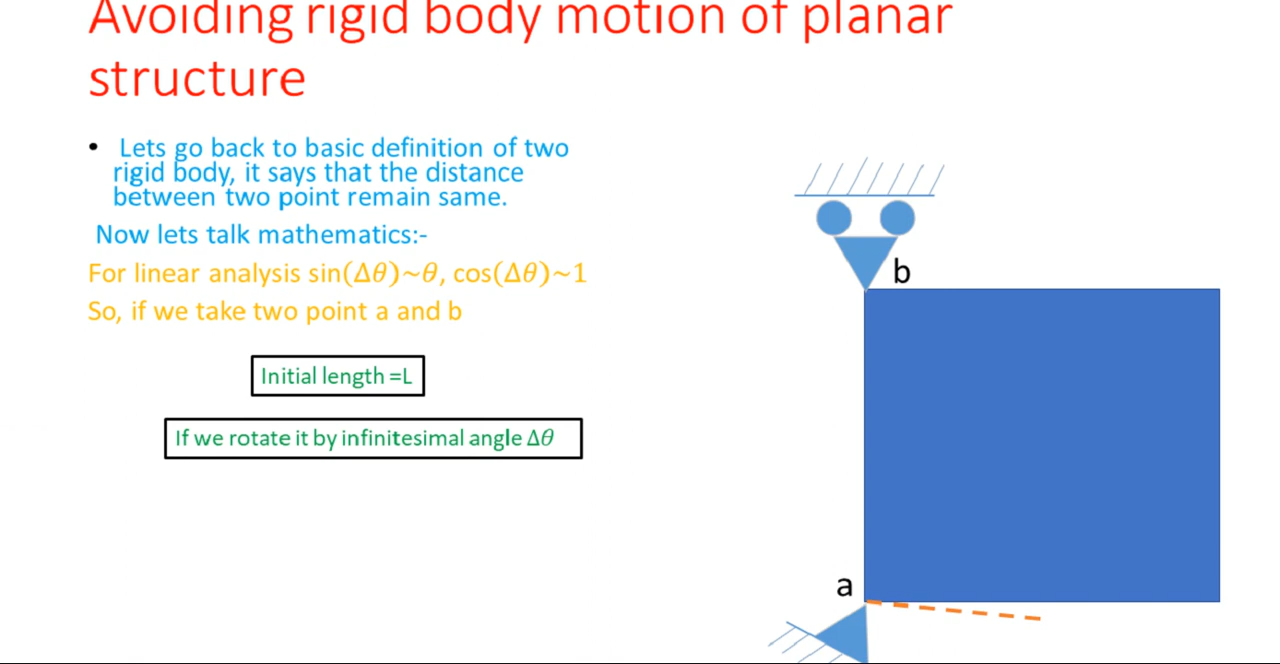 Avoiding rigid body motion of planar
structure
• Lets go back to basic definition of two
rigid body, it says that the distance
between two point remain same.
Now lets talk mathematics:-
For linear analysis sin(Δθ)~θ, cos(Δθ)~1
So, if we take two point a and b
Initial length =L
If we rotate it by infinitesimal angle Δθ
b
a